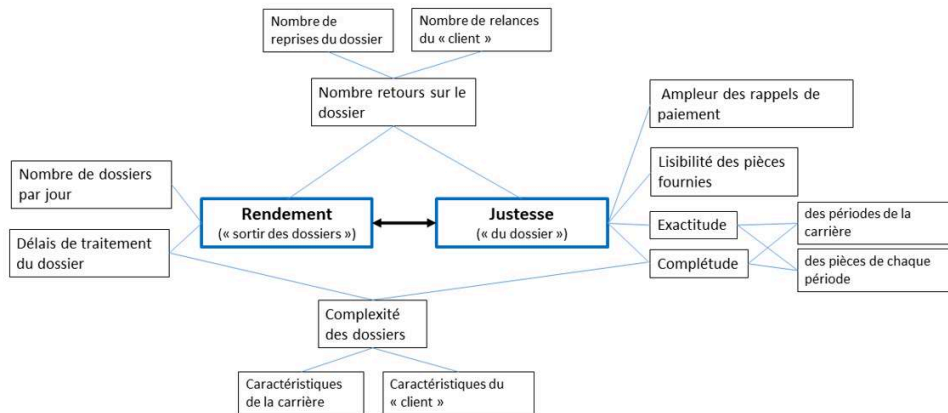 Nombre de
reprises du dossier
Nombre de relances
du « client »
Nombre retours sur le
dossier
Ampleur des rappels de
paiement
Lisibilité des pièces
fournies
Nombre de dossiers
par jour
Rendement
(« sortir des dossiers »)
Justesse
(« du dossier »)
Exactitude
des périodes de la
carrière
Délais de traitement
du dossier
Complétude
des pièces de chaque
période
Complexité
des dossiers
Caractéristiques
de la carrière
Caractéristiques du
« client »